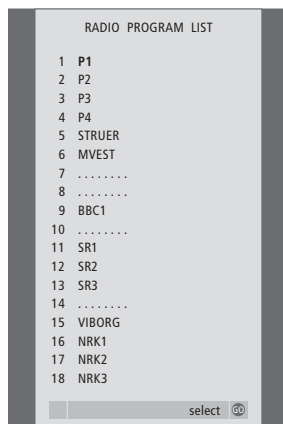 RADIO PROGRAM LIST
1 P1
2 P2
3 P3
4 P4
5 STRUER
6 MVEST
7 . . . . . . . .
8 . . . . . . . .
9 BBC1
10 . . . . . . . .
11 SR1
12 SR2
13 SR3
14 . . . . . . . .
15 VIBORG
16 NRK1
17 NRK2
18 NRK3
select GO